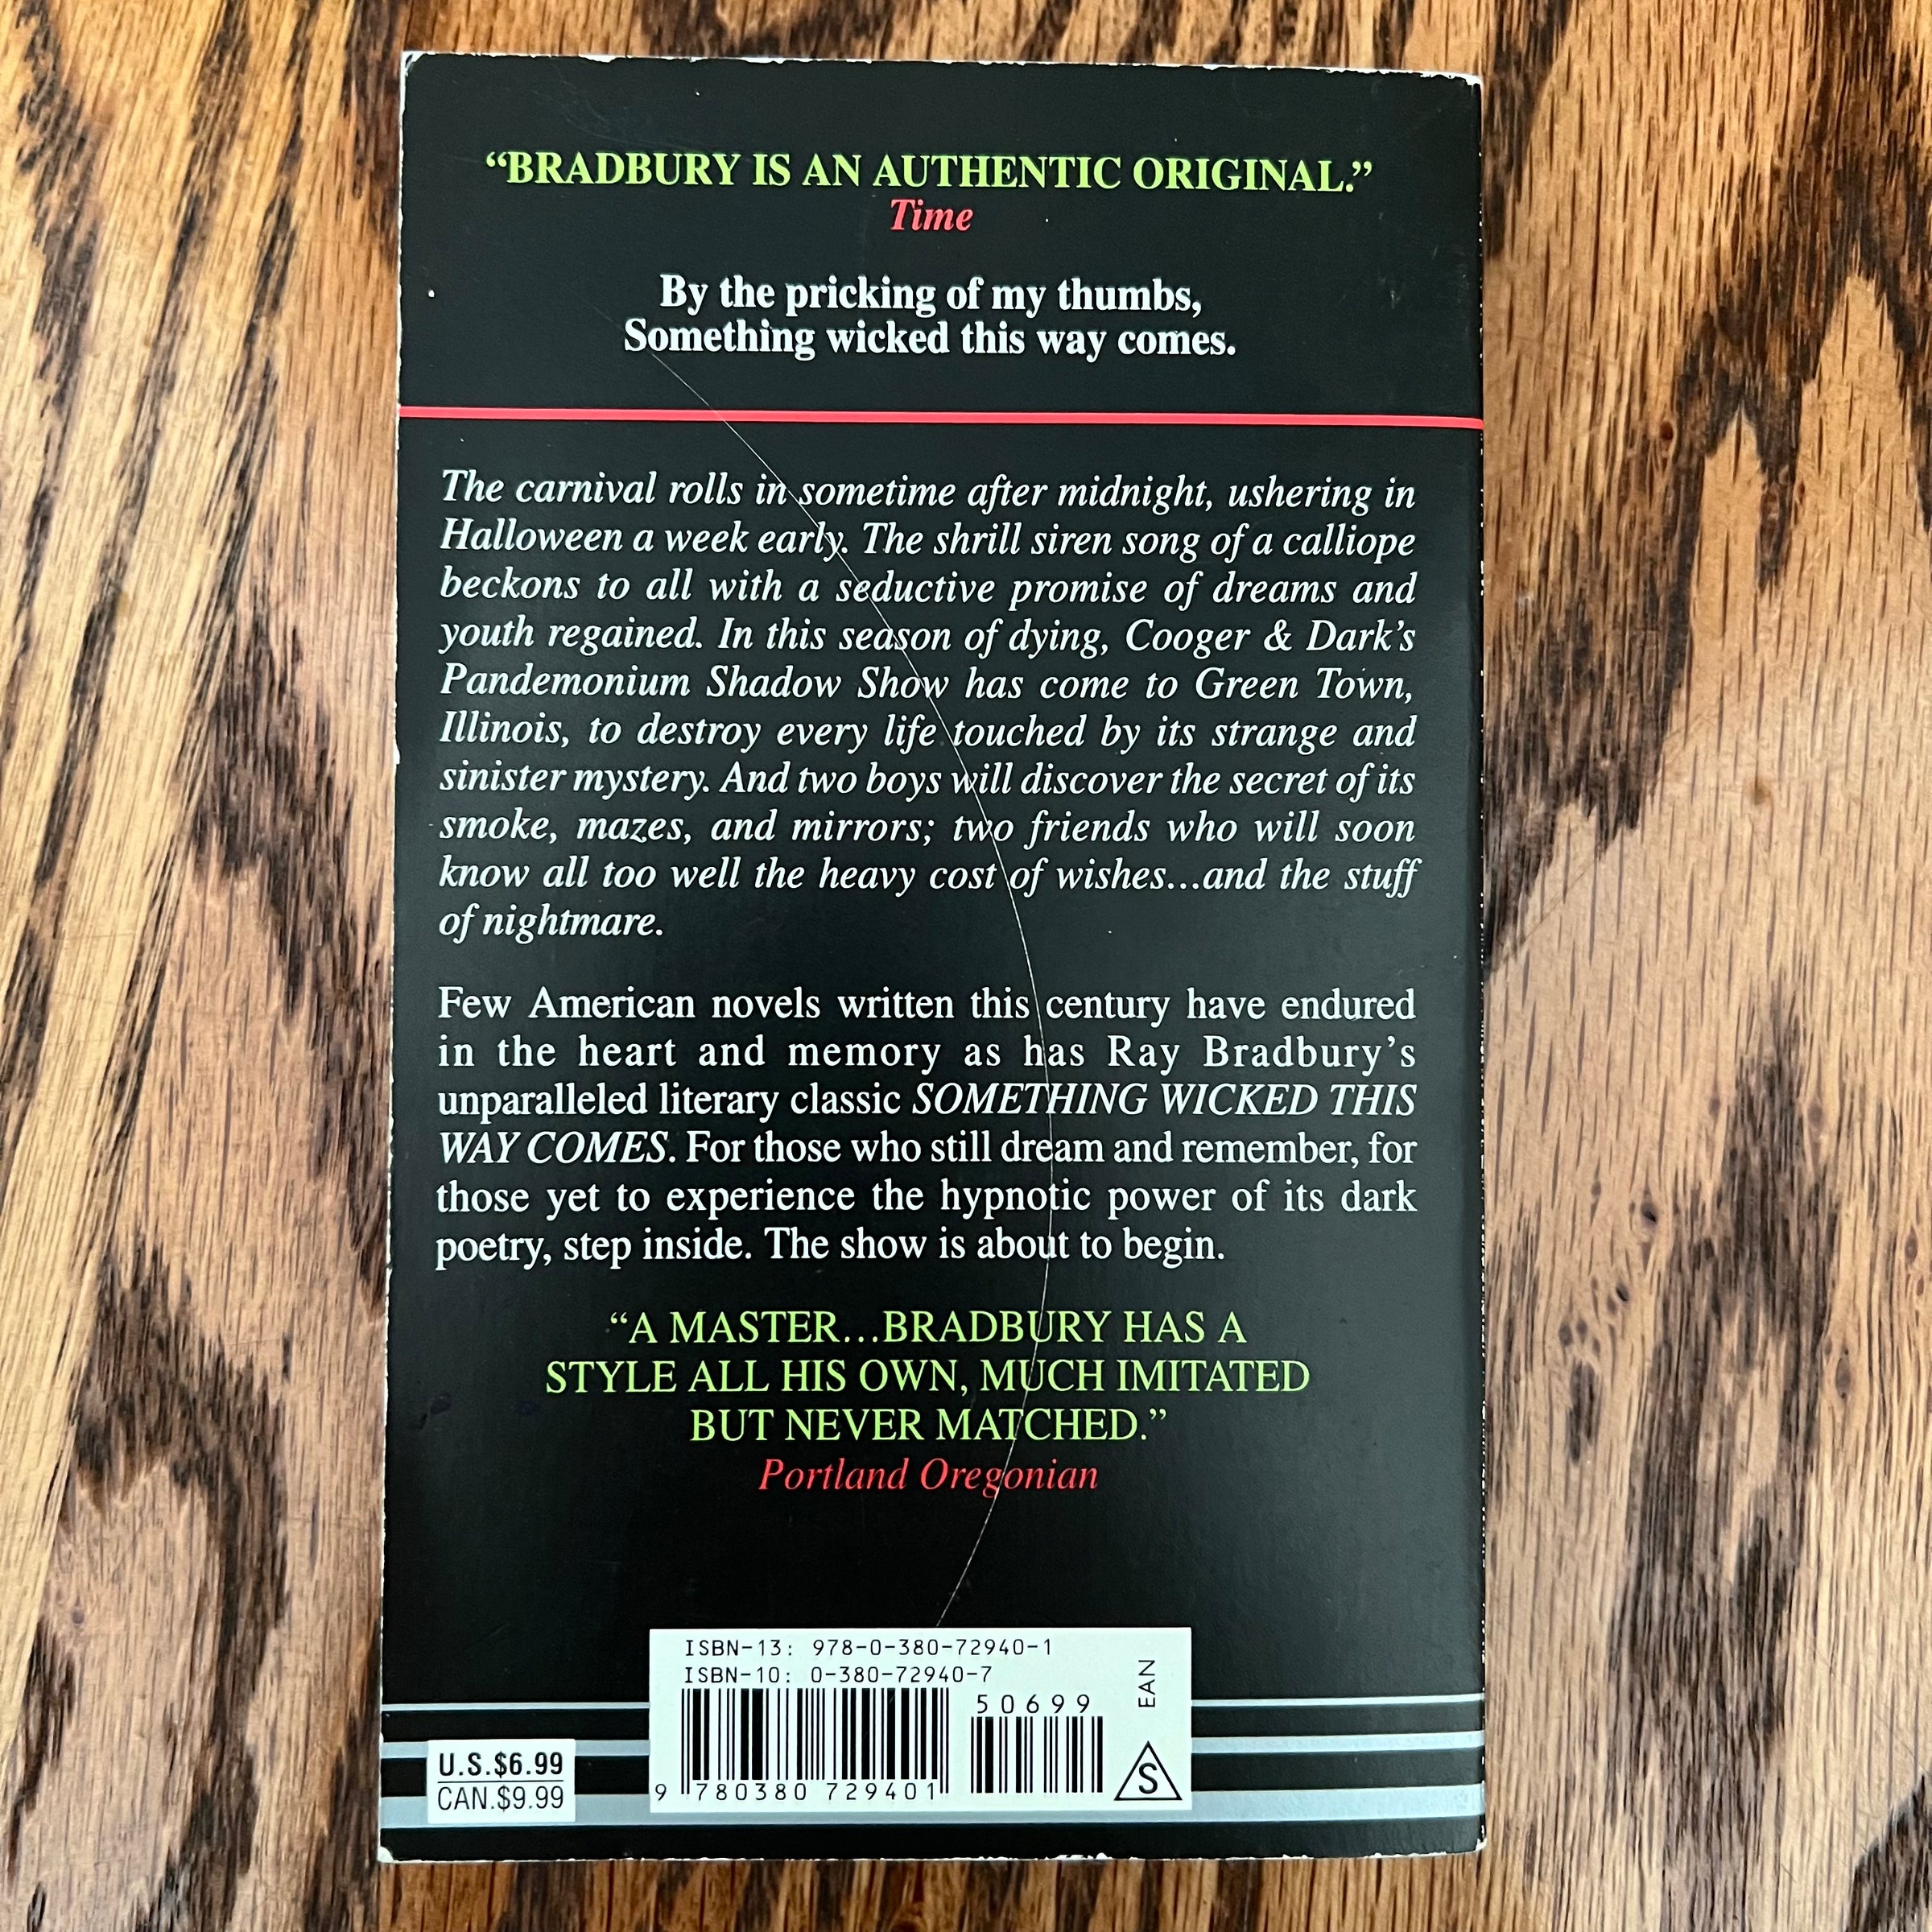 “BRADBURY IS AN AUTHENTIC ORIGINAL.”
Time
By the pricking of my thumbs,
Something wicked this way comes.
The carnival rolls in sometime after midnight, ushering in
Halloween a week early. The shrill siren song of a calliope
beckons to all with a seductive promise of dreams and
youth regained. In this season of dying, Cooger & Dark’s
Pandemonium Shadow Show has come to Green Town,
Illinois, to destroy every life touched by its strange and
sinister mystery. And two boys will discover the secret of its
smoke, mazes, and mirrors; two friends who will soon
know all too well the heavy cost of wishes...and the stuff
of nightmare.
Few American novels written this century have endured
in the heart and memory as has Ray Bradbury’s
unparalleled literary classic SOMETHING WICKED THIS
WAY COMES. For those who still dream and remember, for
those yet to experience the hypnotic power of its dark
poetry, step inside. The show is about to begin.
“A MASTER...BRADBURY HAS A
STYLE ALL HIS OWN, MUCH IMITATED
BUT NEVER MATCHED.”
Portland Oregonian
ISBN-13: 978-0-380-72940-1
ISBN-10: 0-380-72940-7
50699
EAN
9 780380 729401
S
U.S.$6.99
CAN.$9.99